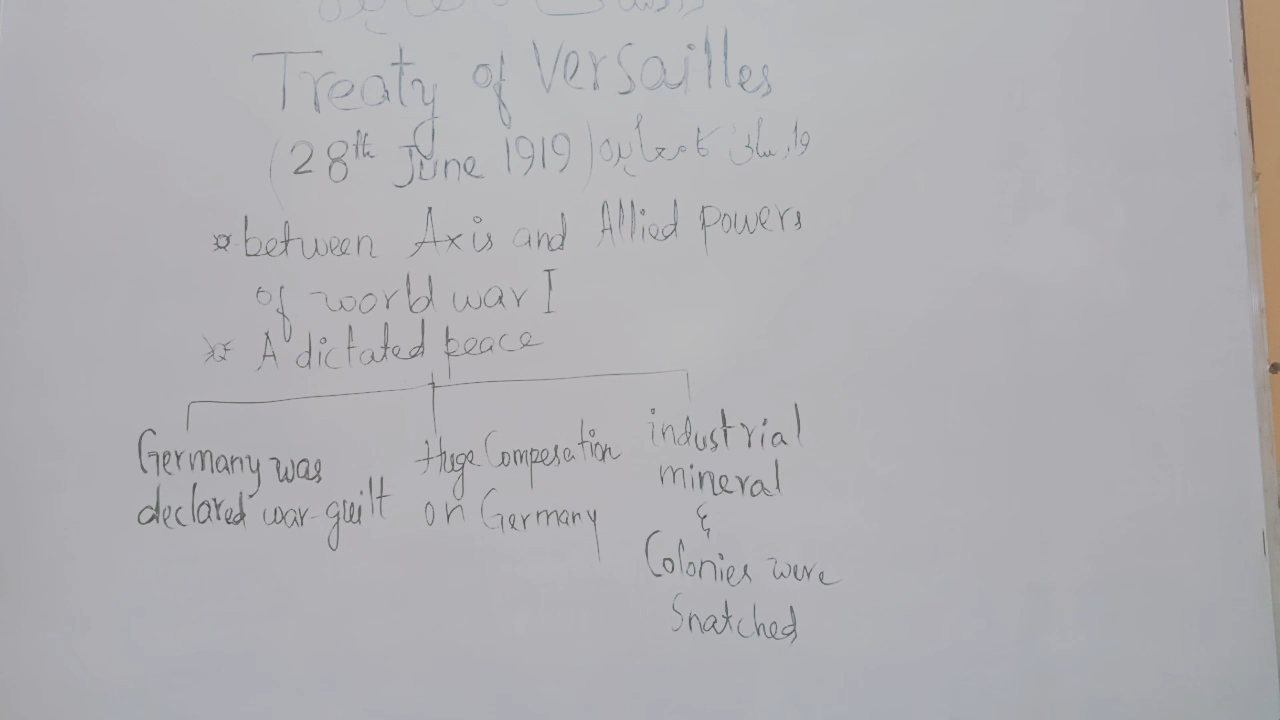 Treaty of Versailles
(28th June 1919) وارسائی کا معاہدہ
* between Axis and Allied powers
of world war I
* A dictated peace
Germany was
declared war guilt
Huge Compesation
on Germany
industrial
mineral
&
Colonies were
Snatched